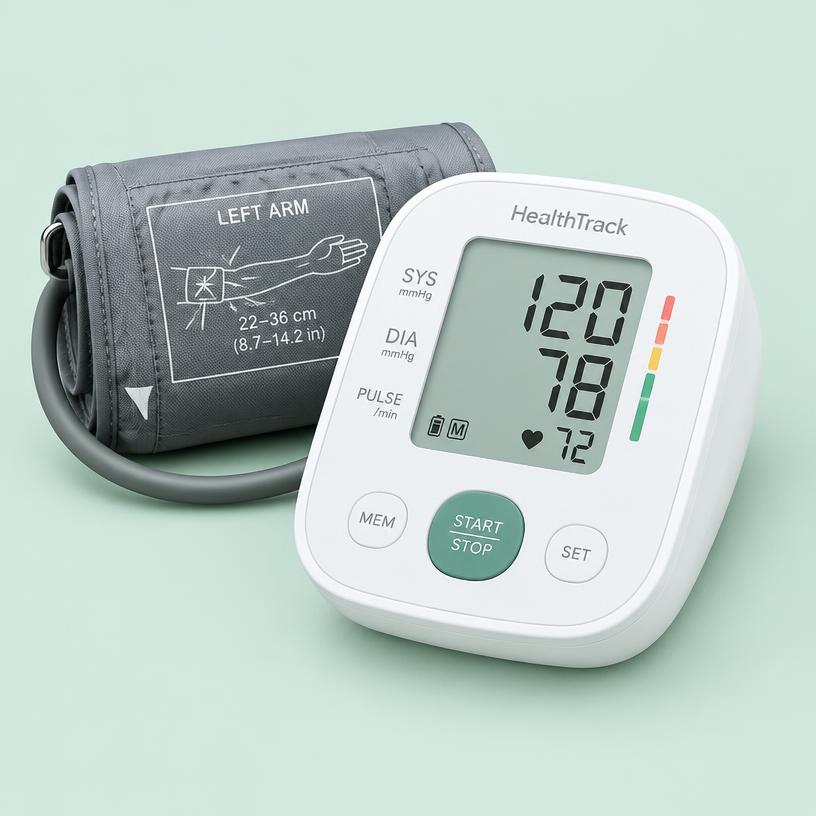 LEFT ARM
22–36 cm
(8.7–14.2 in)
HealthTrack
SYS
mmHg
120
DIA
mmHg
78
PULSE
/min
M
72
MEM
START
STOP
SET